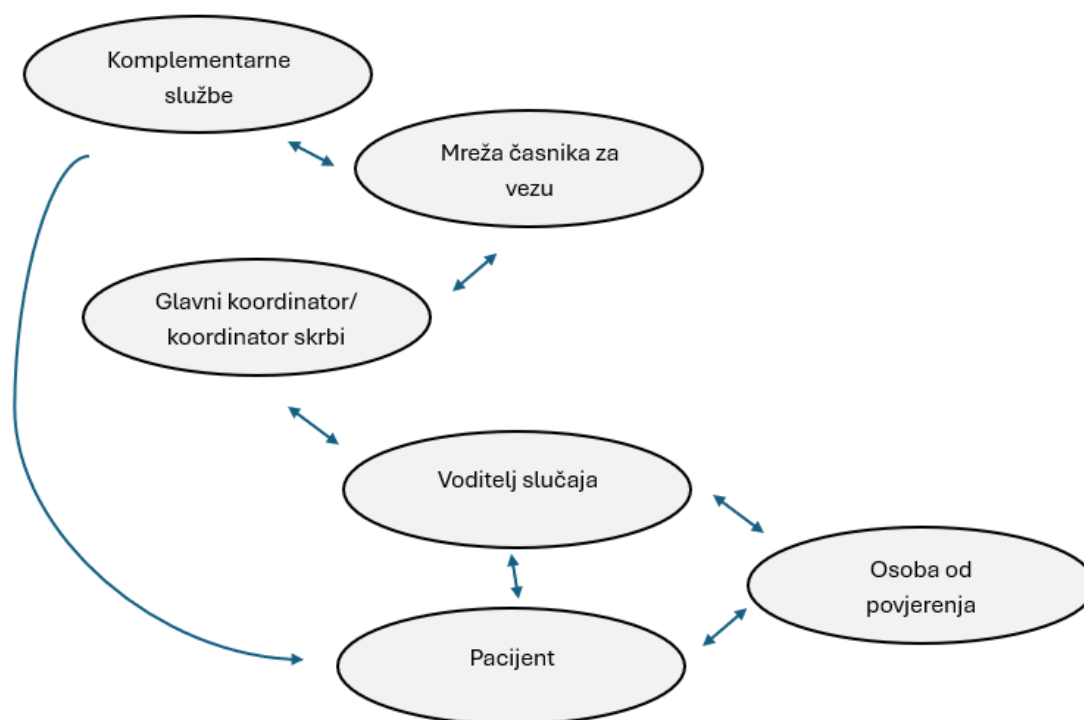 Komplementarne
službe
Mreža časnika za
vezu
Glavni koordinator/
koordinator skrbi
Voditelj slučaja
Osoba od
povjerenja
Pacijent